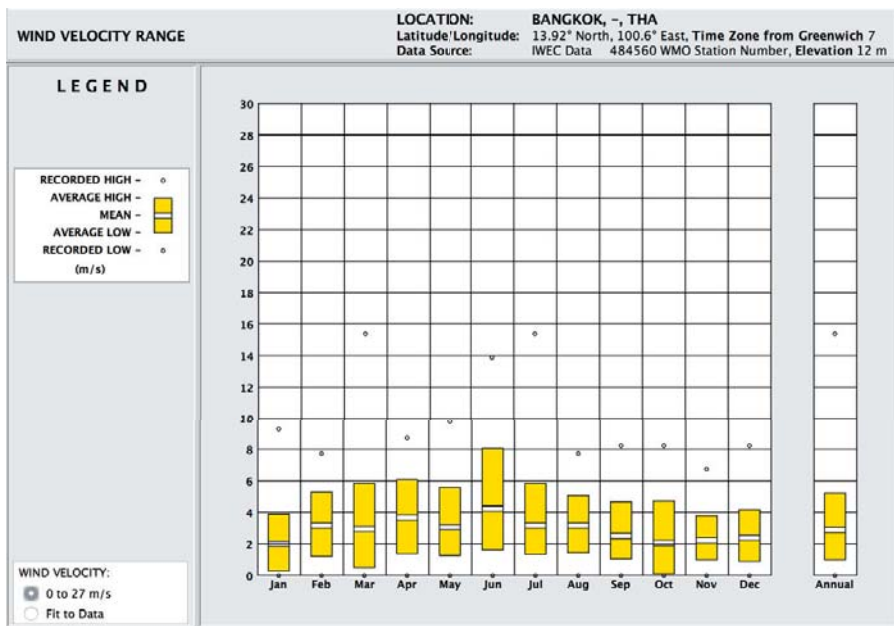 WIND VELOCITY RANGE
LOCATION: BANGKOK, -, THA
Latitude/Longitude: 13.92° North, 100.6° East, Time Zone from Greenwich 7
Data Source: IWEC Data 484560 WMO Station Number, Elevation 12 m
LEGEND
RECORDED HIGH -
AVERAGE HIGH -
MEAN -
AVERAGE LOW -
RECORDED LOW -
(m/s)
30
28
26
24
22
20
18
16
14
12
10
8
6
4
2
0
Jan Feb Mar Apr May Jun Jul Aug Sep Oct Nov Dec Annual
WIND VELOCITY:
0 to 27 m/s
Fit to Data